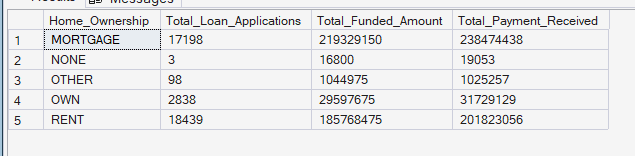 Messages
Home_Ownership Total_Loan_Applications Total_Funded_Amount Total_Payment_Received
1 MORTGAGE 17198 219329150 238474438
2 NONE 3 16800 19053
3 OTHER 98 1044975 1025257
4 OWN 2838 29597675 31729129
5 RENT 18439 185768475 201823056